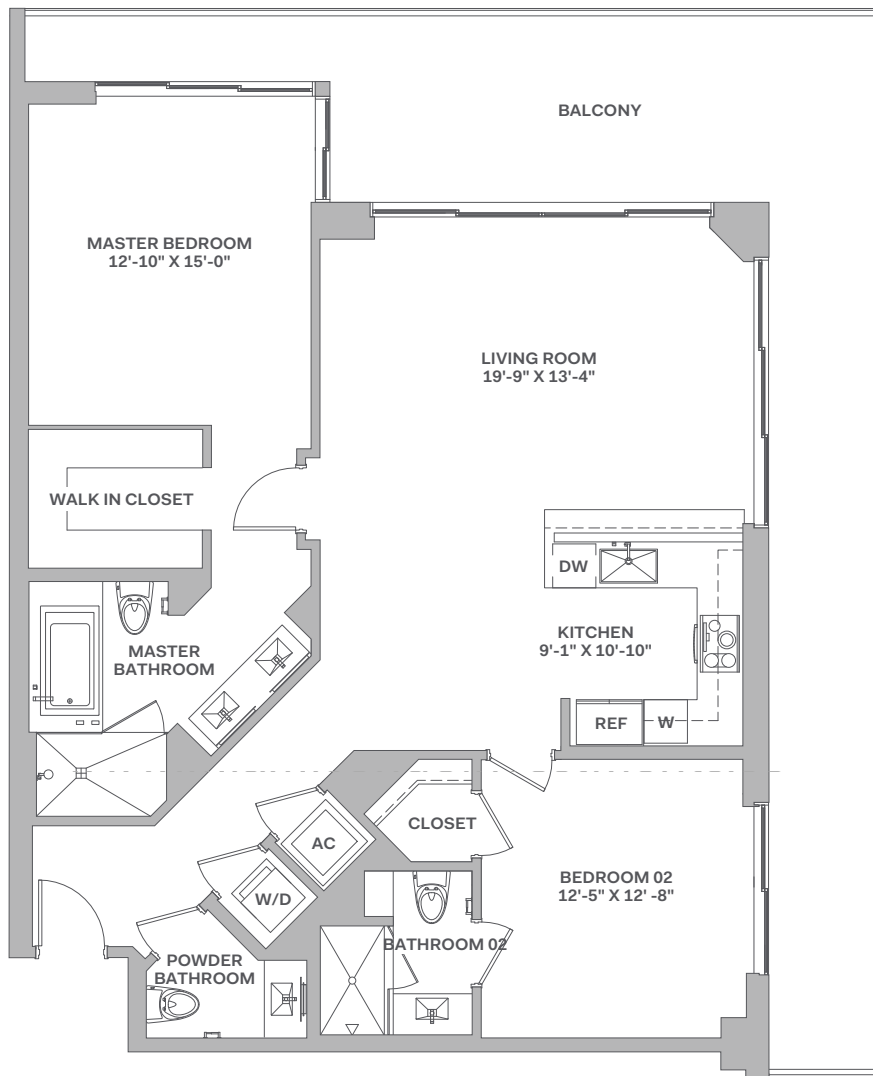 BALCONY
MASTER BEDROOM
12'-10" X 15'-0"
LIVING ROOM
19'-9" X 13'-4"
WALK IN CLOSET
DW
KITCHEN
9'-1" X 10'-10"
MASTER
BATHROOM
REF
W
CLOSET
AC
BEDROOM 02
12'-5" X 12' -8"
W/D
BATHROOM 02
POWDER
BATHROOM